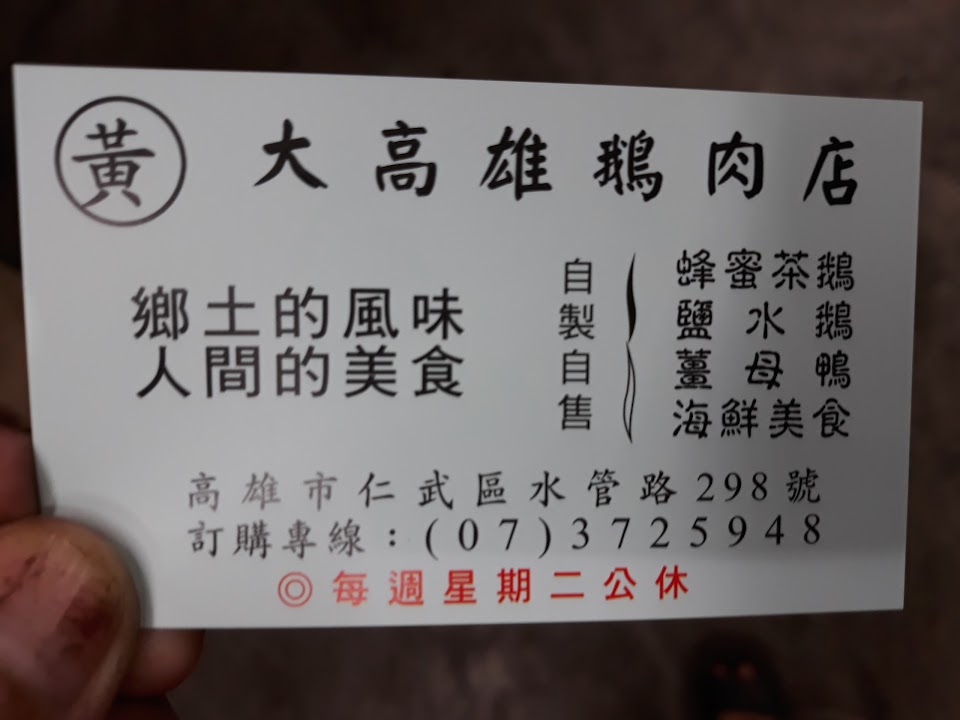 黃 大高雄鵝肉店
鄉土的風味
人間的美食
自製自售
蜂蜜茶鵝
鹽水鵝
薑母鴨
海鮮美食
高雄市仁武區水管路298號
訂購專線：(07)3725948
◎每週星期二公休